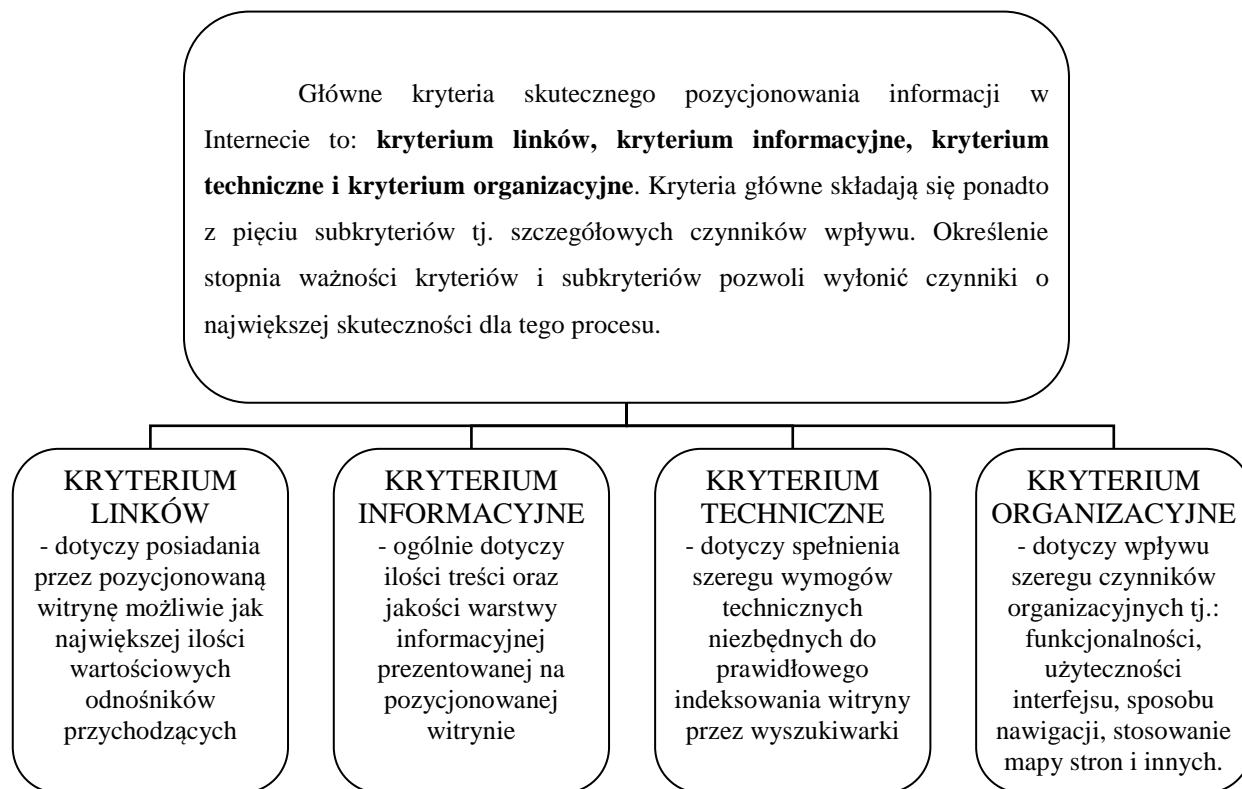 Główne kryteria skutecznego pozycjonowania informacji w
Internecie to: kryterium linków, kryterium informacyjne, kryterium
techniczne i kryterium organizacyjne. Kryteria główne składają się ponadto
z pięciu subkryteriów tj. szczegółowych czynników wpływu. Określenie
stopnia ważności kryteriów i subkryteriów pozwoli wyłonić czynniki o
największej skuteczności dla tego procesu.
KRYTERIUM
LINKÓW
- dotyczy posiadania
przez pozycjonowaną
witrynę możliwie jak
największej ilości
wartościowych
odnośników
przychodzących
KRYTERIUM
INFORMACYJNE
- ogólnie dotyczy
ilości treści oraz
jakości warstwy
informacyjnej
prezentowanej na
pozycjonowanej
witrynie
KRYTERIUM
TECHNICZNE
- dotyczy spełnienia
szeregu wymogów
technicznych
niezbędnych do
prawidłowego
indeksowania witryny
przez wyszukiwarki
KRYTERIUM
ORGANIZACYJNE
- dotyczy wpływu
szeregu czynników
organizacyjnych tj.:
funkcjonalności,
użyteczności
interfejsu, sposobu
nawigacji, stosowanie
mapy stron i innych.